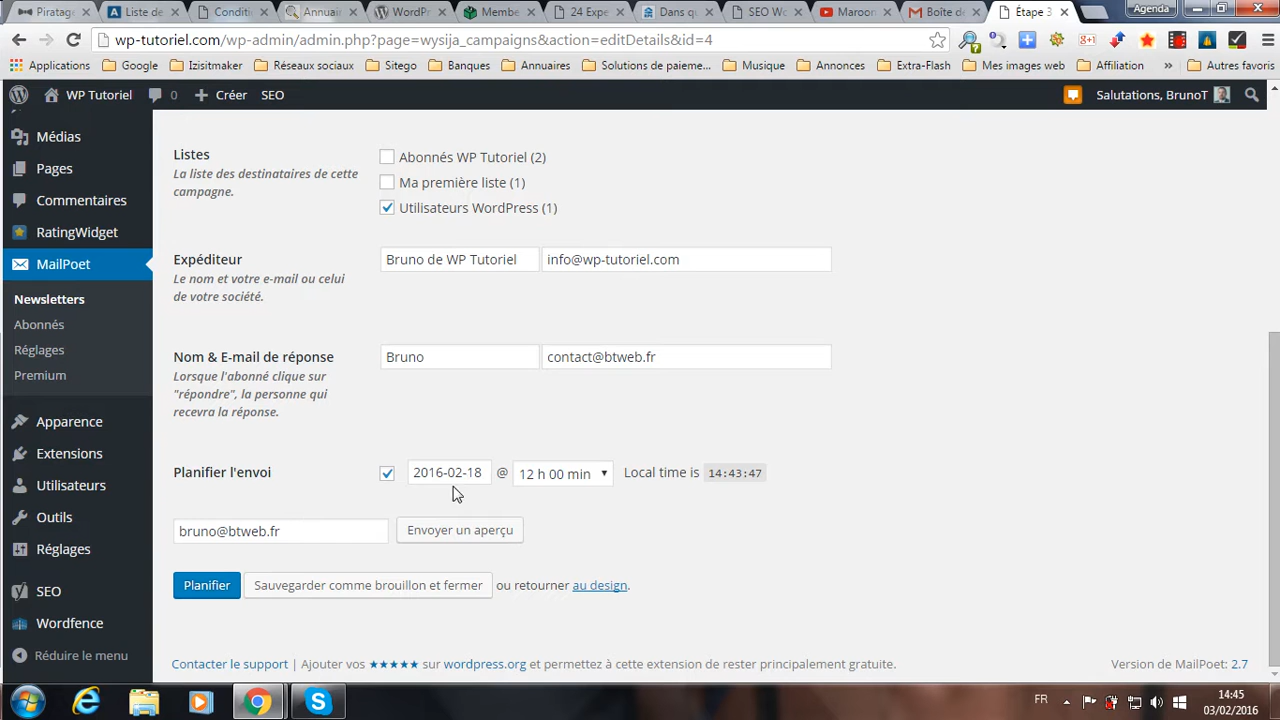 Piratage
Liste de
Conditi
Annuair
WordPr
Membe
24 Expe
Dans qu
SEO Wo
Maroon
Boîte de
Étape 3
Agenda
wp-tutoriel.com/wp-admin/admin.php?page=wysija_campaigns&action=editDetails&id=4
Applications
Google
Izisitmaker
Réseaux sociaux
Sitego
Banques
Annuaires
Solutions de paieme...
Musique
Annonces
Extra-Flash
Mes images web
Affiliation
»
Autres favoris
WP Tutoriel
0
Créer
SEO
Salutations, BrunoT
Médias
Pages
Commentaires
RatingWidget
MailPoet
Newsletters
Abonnés
Réglages
Premium
Apparence
Extensions
Utilisateurs
Outils
Réglages
SEO
Wordfence
Réduire le menu
Listes
La liste des destinataires de cette
campagne.
Abonnés WP Tutoriel (2)
Ma première liste (1)
Utilisateurs WordPress (1)
Expéditeur
Le nom et votre e-mail ou celui
de votre société.
Bruno de WP Tutoriel
info@wp-tutoriel.com
Nom & E-mail de réponse
Lorsque l'abonné clique sur
"répondre", la personne qui
recevra la réponse.
Bruno
contact@btweb.fr
Planifier l'envoi
2016-02-18 @ 12 h 00 min Local time is 14:43:47
bruno@btweb.fr
Envoyer un aperçu
Planifier
Sauvegarder comme brouillon et fermer
ou retourner au design.
Contacter le support | Ajouter vos ★★★★★ sur wordpress.org et permettez à cette extension de rester principalement gratuite.
Version de MailPoet: 2.7
FR
14:45
03/02/2016